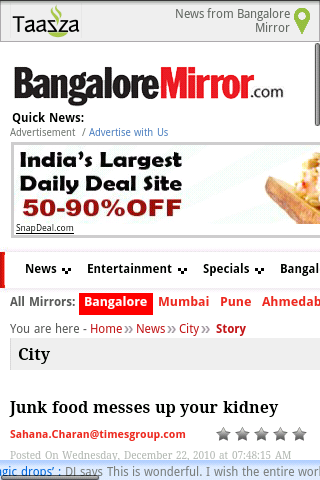 Taazza
News from Bangalore
Mirror
BangaloreMirror.com
Quick News:
Advertisement / Advertise with Us
India's Largest
Daily Deal Site
50-90%OFF
SnapDeal.com
News Entertainment Specials Bangal
All Mirrors: Bangalore Mumbai Pune Ahmedab
You are here - Home » News » City » Story
City
Junk food messes up your kidney
Sahana.Charan@timesgroup.com
Posted On Wednesday, December 22, 2010 at 07:48:15 AM
agic drops' : DJ says This is wonderful. I wish the entire work